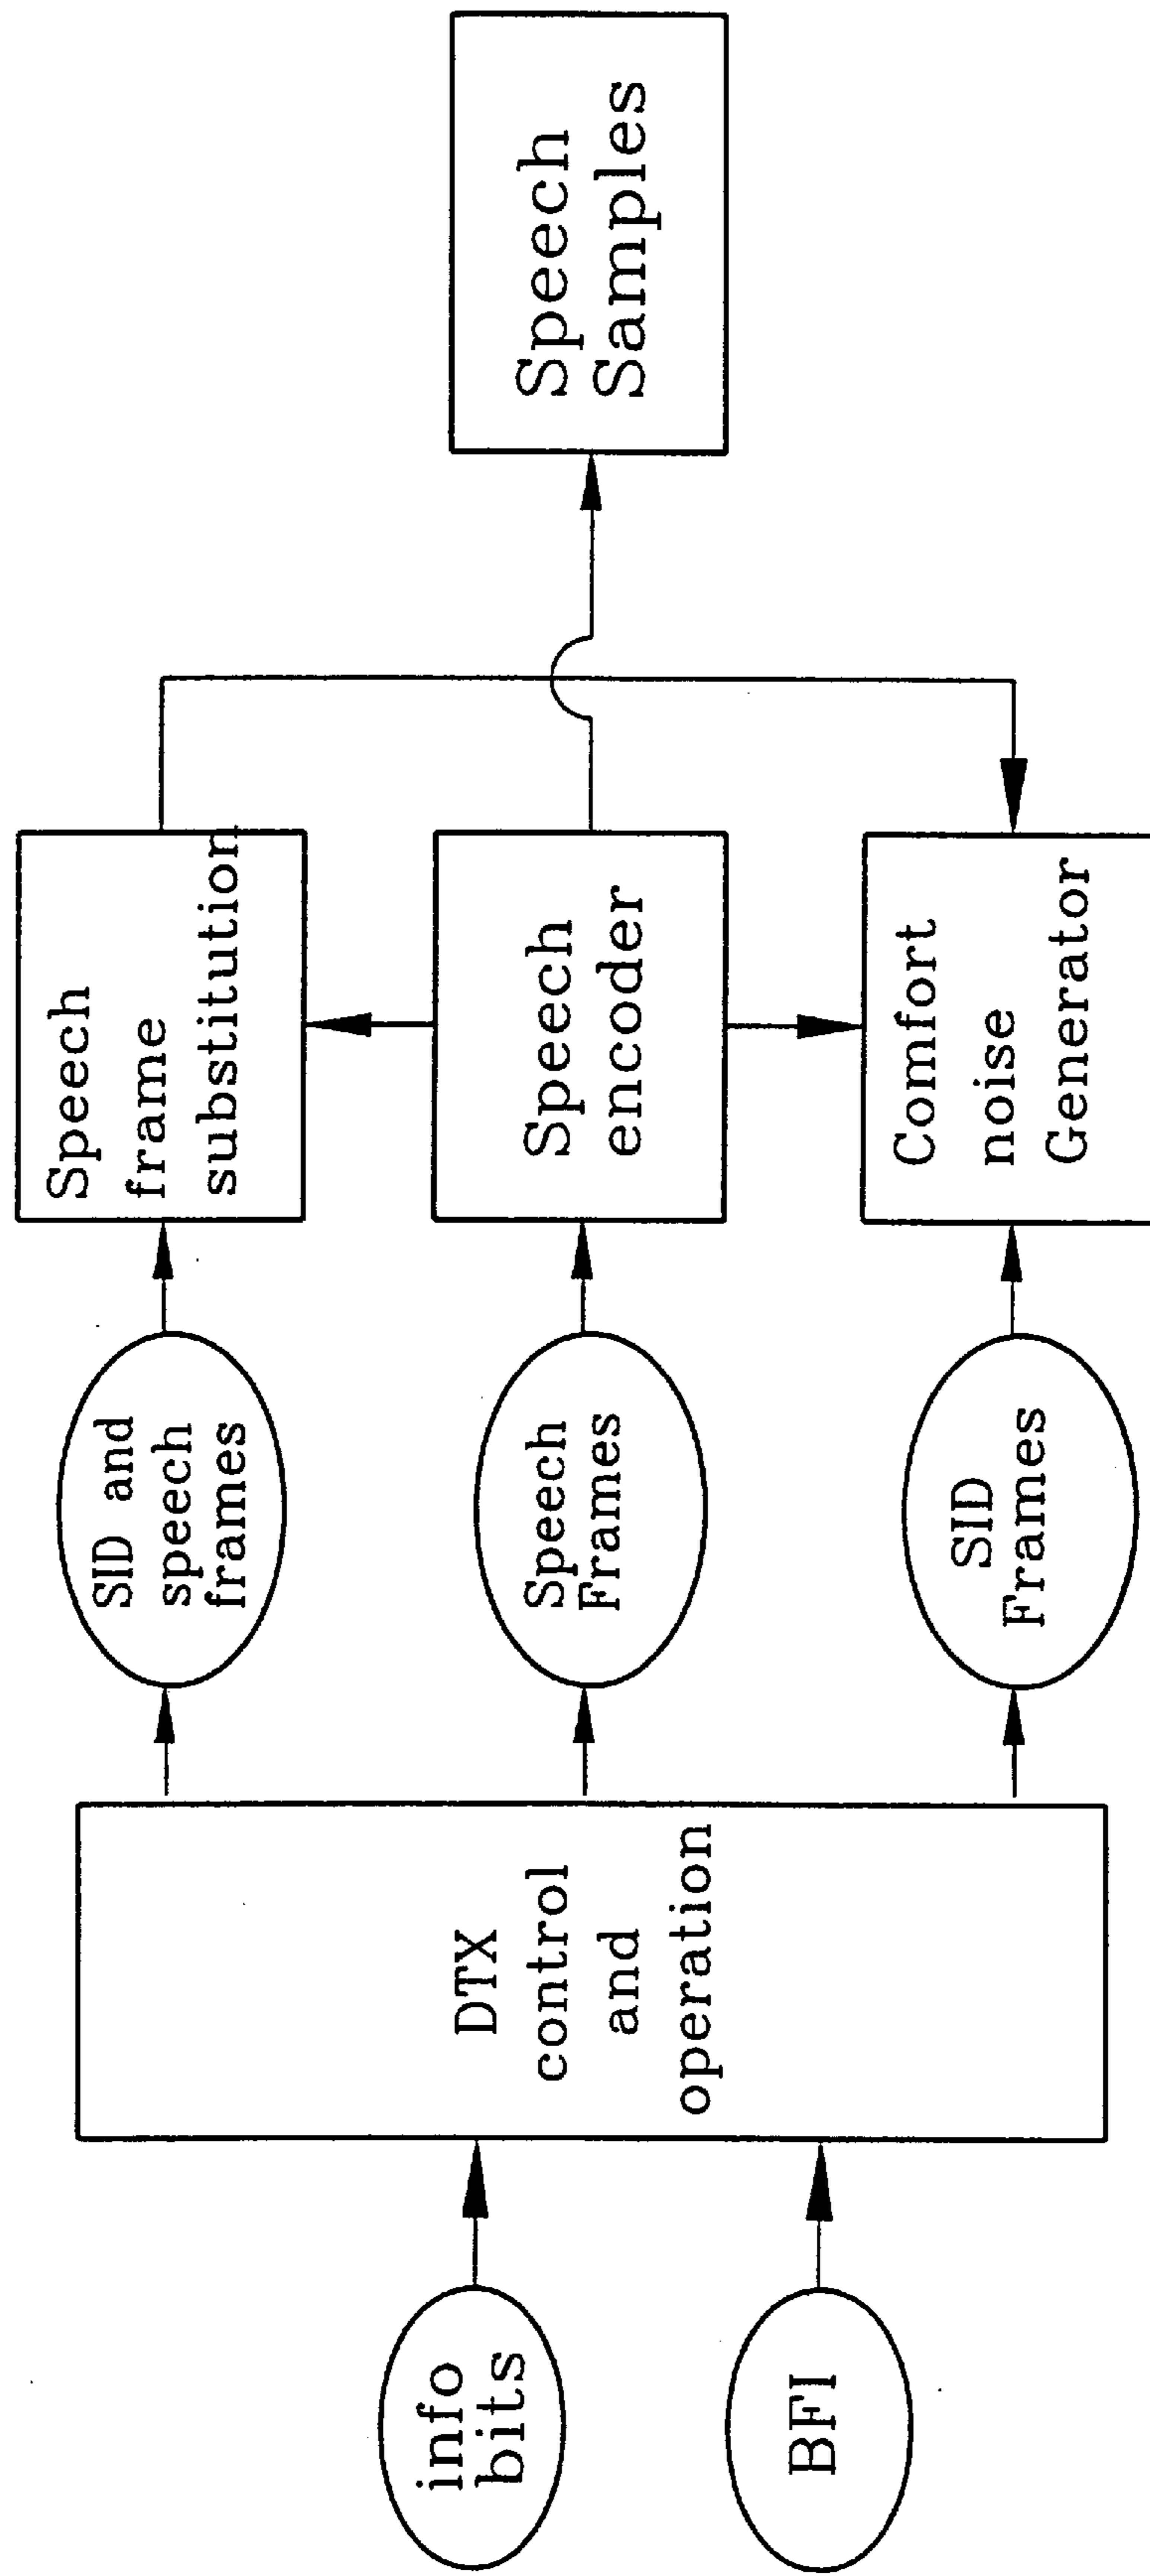 info
bits
BFI
DTX
control
and
operation
SID and
speech
frames
Speech
Frames
SID
Frames
Speech
frame
substitution
Speech
encoder
Comfort
noise
Generator
Speech
Samples